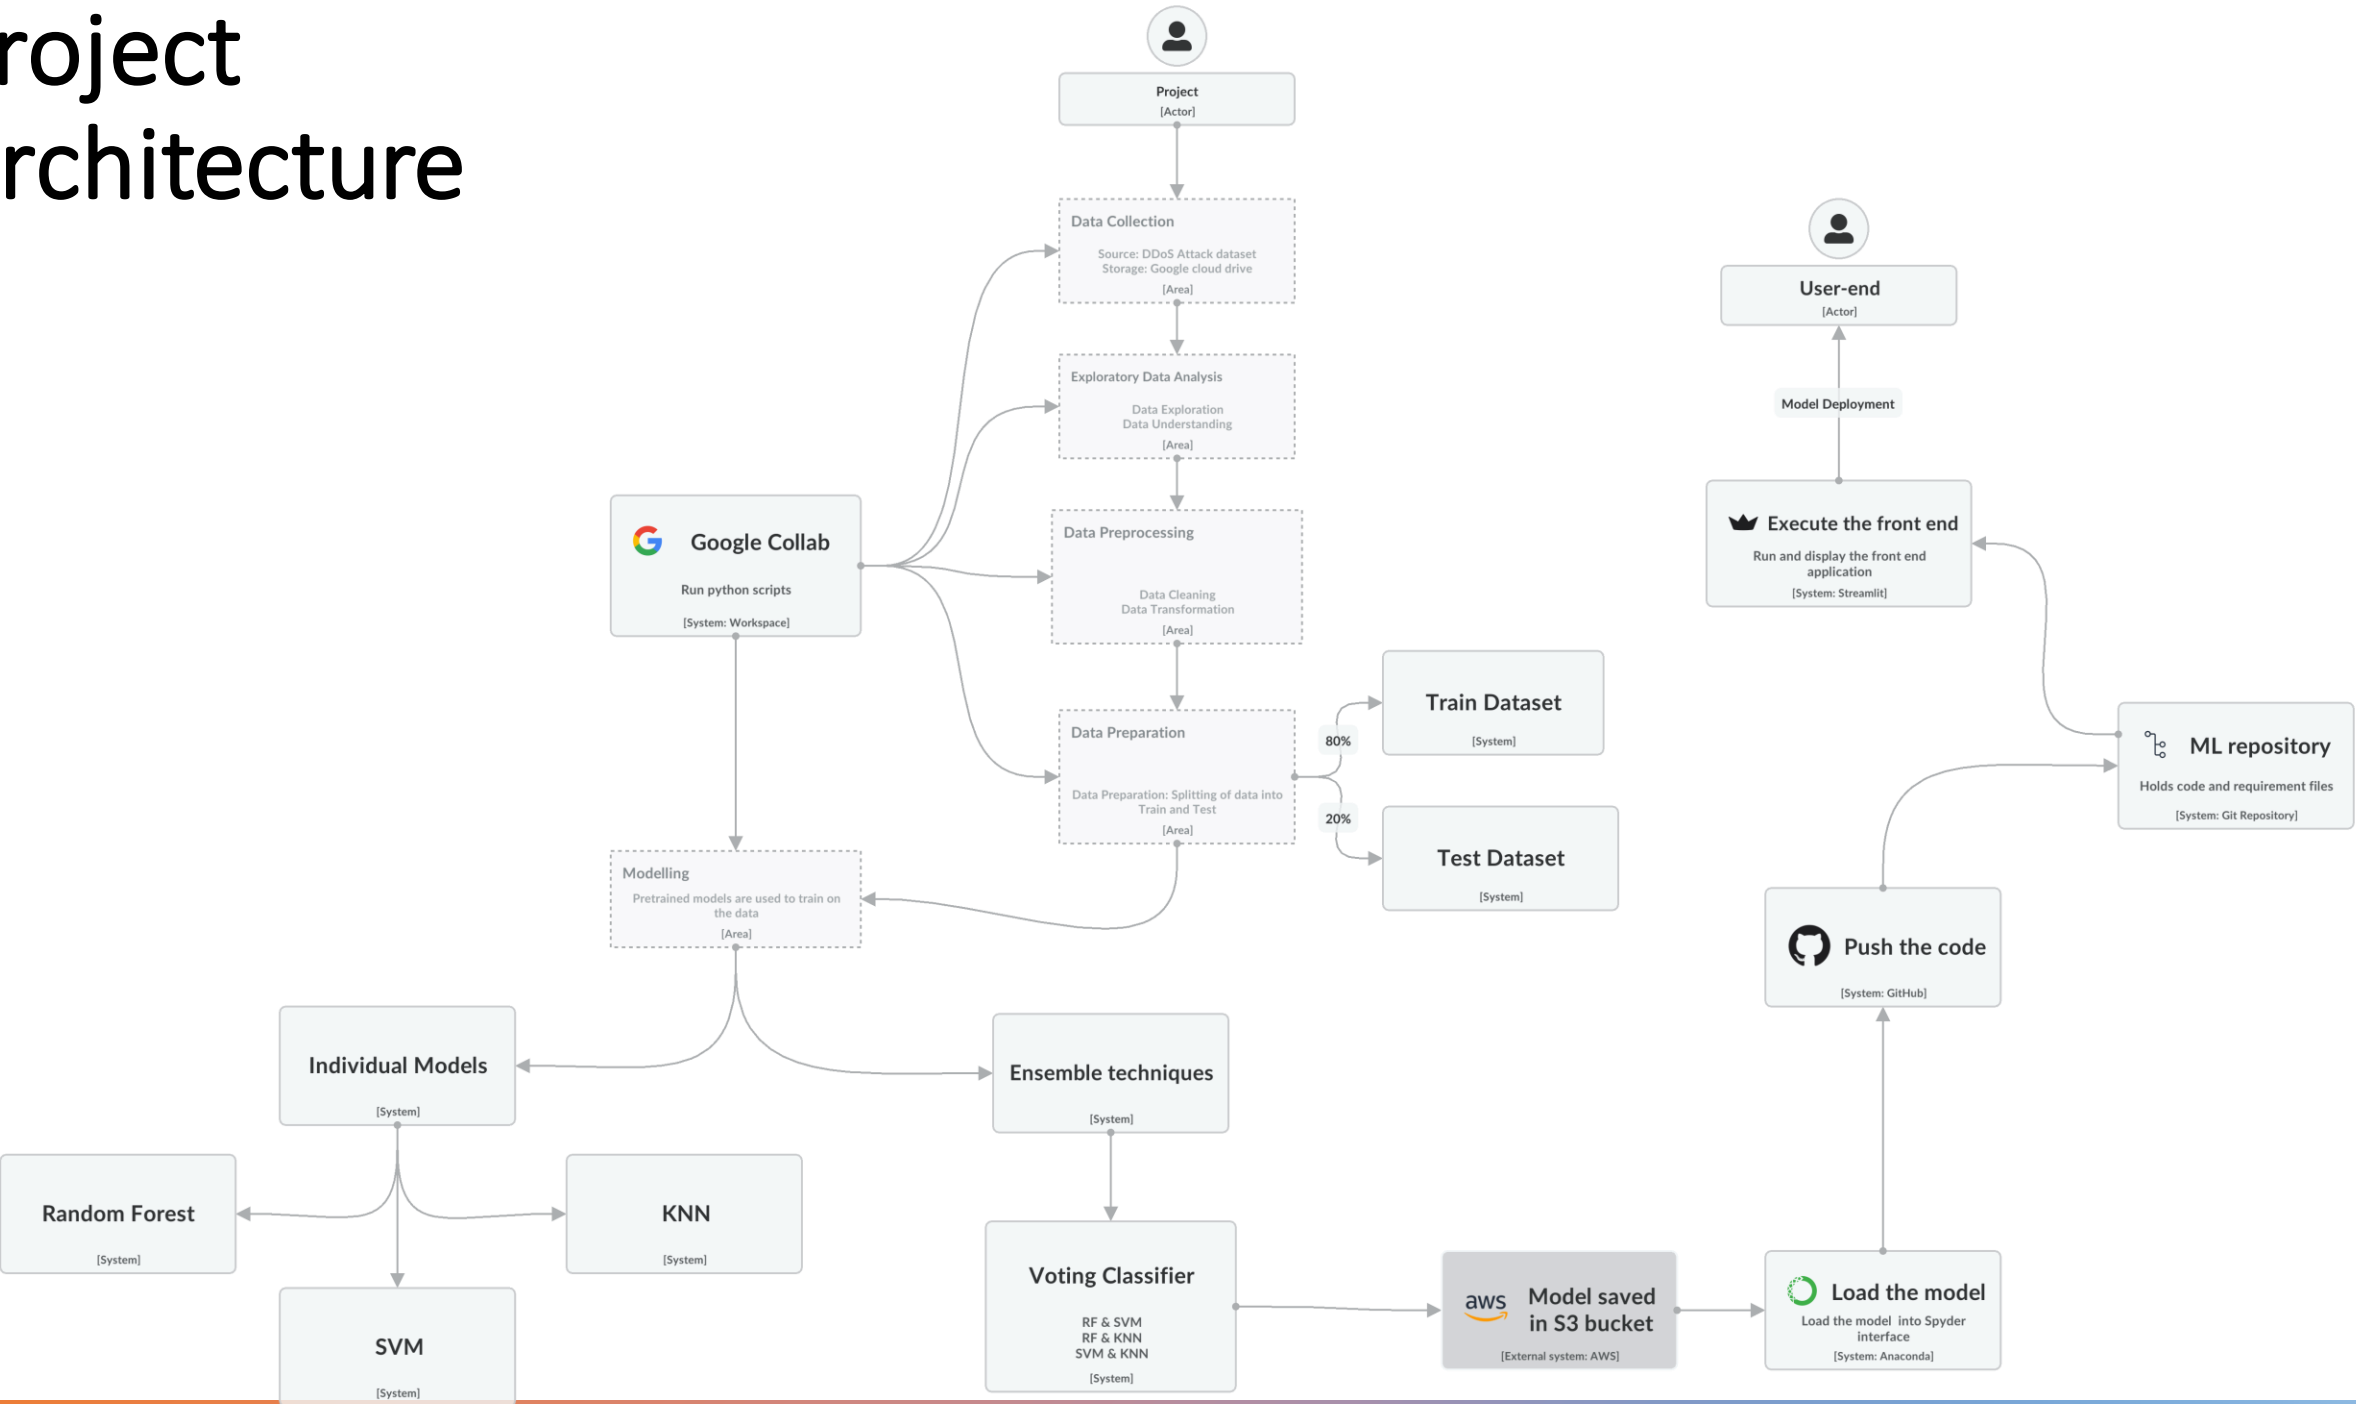 roject
rchitecture
Project
[Actor]
Data Collection
Source: DDoS Attack dataset
Storage: Google cloud drive
[Area]
Exploratory Data Analysis
Data Exploration
Data Understanding
[Area]
Google Collab
Run python scripts
[System: Workspace]
Data Preprocessing
Data Cleaning
Data Transformation
[Area]
Data Preparation
Data Preparation: Splitting of data into
Train and Test
[Area]
80%
20%
Train Dataset
[System]
Test Dataset
[System]
Modelling
Pretrained models are used to train on
the data
[Area]
Individual Models
[System]
Random Forest
[System]
KNN
[System]
SVM
[System]
Ensemble techniques
[System]
Voting Classifier
RF & SVM
RF & KNN
SVM & KNN
[System]
aws
Model saved
in S3 bucket
[External system: AWS]
Load the model
Load the model into Spyder
interface
[System: Anaconda]
Push the code
[System: GitHub]
ML repository
Holds code and requirement files
[System: Git Repository]
Execute the front end
Run and display the front end
application
[System: Streamlit]
Model Deployment
User-end
[Actor]